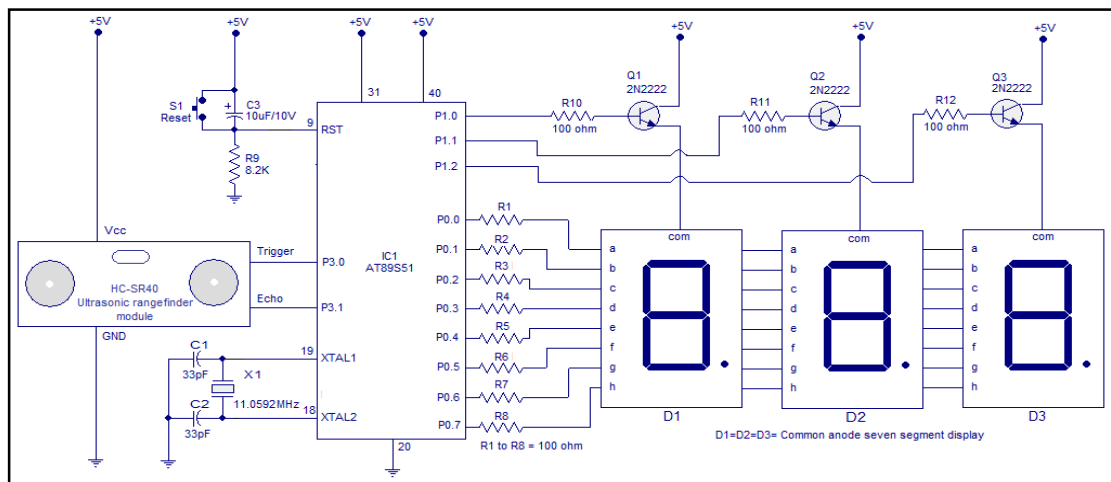 +5V +5V +5V +5V +5V +5V +5V
S1
Reset
C3
10uF/10V
+
R9
8.2K
31
40
9
RST
P1.0
P1.1
P1.2
R10
100 ohm
Q1
2N2222
R11
100 ohm
Q2
2N2222
R12
100 ohm
Q3
2N2222
Vcc
Trigger
Echo
HC-SR40
Ultrasonic rangefinder
module
GND
P3.0
P3.1
IC1
AT89S51
P0.0
P0.1
P0.2
P0.3
P0.4
P0.5
P0.6
P0.7
R1
R2
R3
R4
R5
R6
R7
R8
R1 to R8 = 100 ohm
C1
33pF
C2
33pF
X1
11.0592MHz
19
XTAL1
18
XTAL2
20
com
a
b
c
d
e
f
g
h
D1
com
a
b
c
d
e
f
g
h
D2
com
a
b
c
d
e
f
g
h
D3
D1=D2=D3= Common anode seven segment display